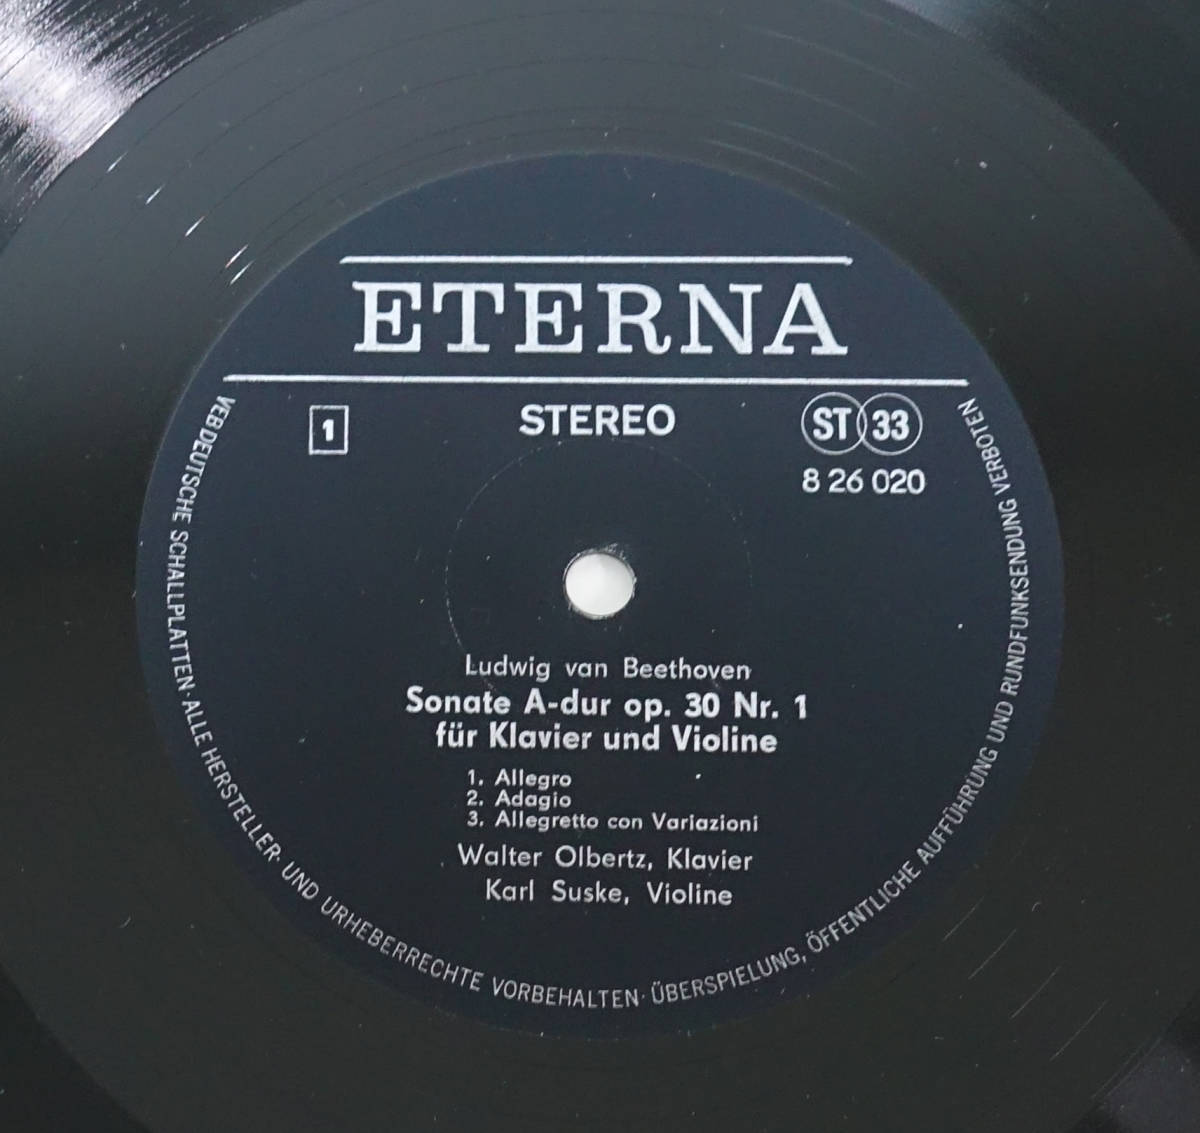 ETERNA
1
STEREO
ST 33
8 26 020
Ludwig van Beethoven
Sonate A-dur op. 30 Nr. 1
für Klavier und Violine
1. Allegro
2. Adagio
3. Allegretto con Variazioni
Walter Olbertz, Klavier
Karl Suske, Violine
VEB DEUTSCHE SCHALLPLATTEN · ALLE HERSTELLER- UND URHEBERRECHTE VORBEHALTEN · ÜBERSPIELUNG, ÖFFENTLICHE AUFFÜHRUNG UND RUNDFUNKSENDUNG VERBOTEN